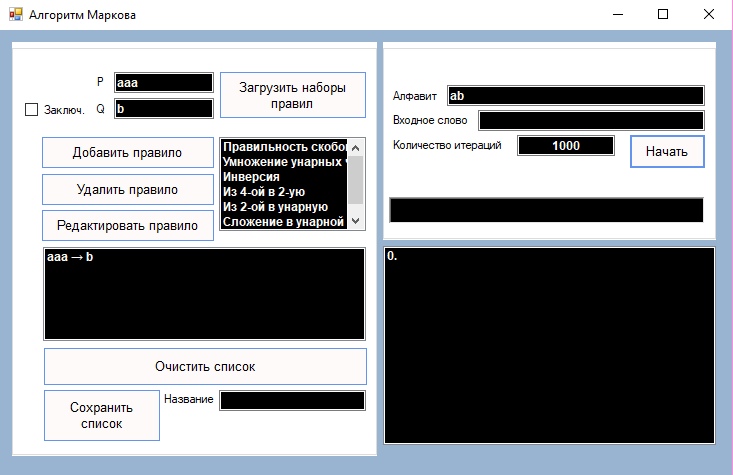 Алгоритм Маркова
P
aaa
Заключ.
Q
b
Загрузить наборы
правил
Добавить правило
Удалить правило
Редактировать правило
Правильность скобо
Умножение унарных
Инверсия
Из 4-ой в 2-ую
Из 2-ой в унарную
Сложение в унарной
aaa → b
Очистить список
Сохранить
список
Название
Алфавит
ab
Входное слово
Количество итераций
1000
Начать
0.